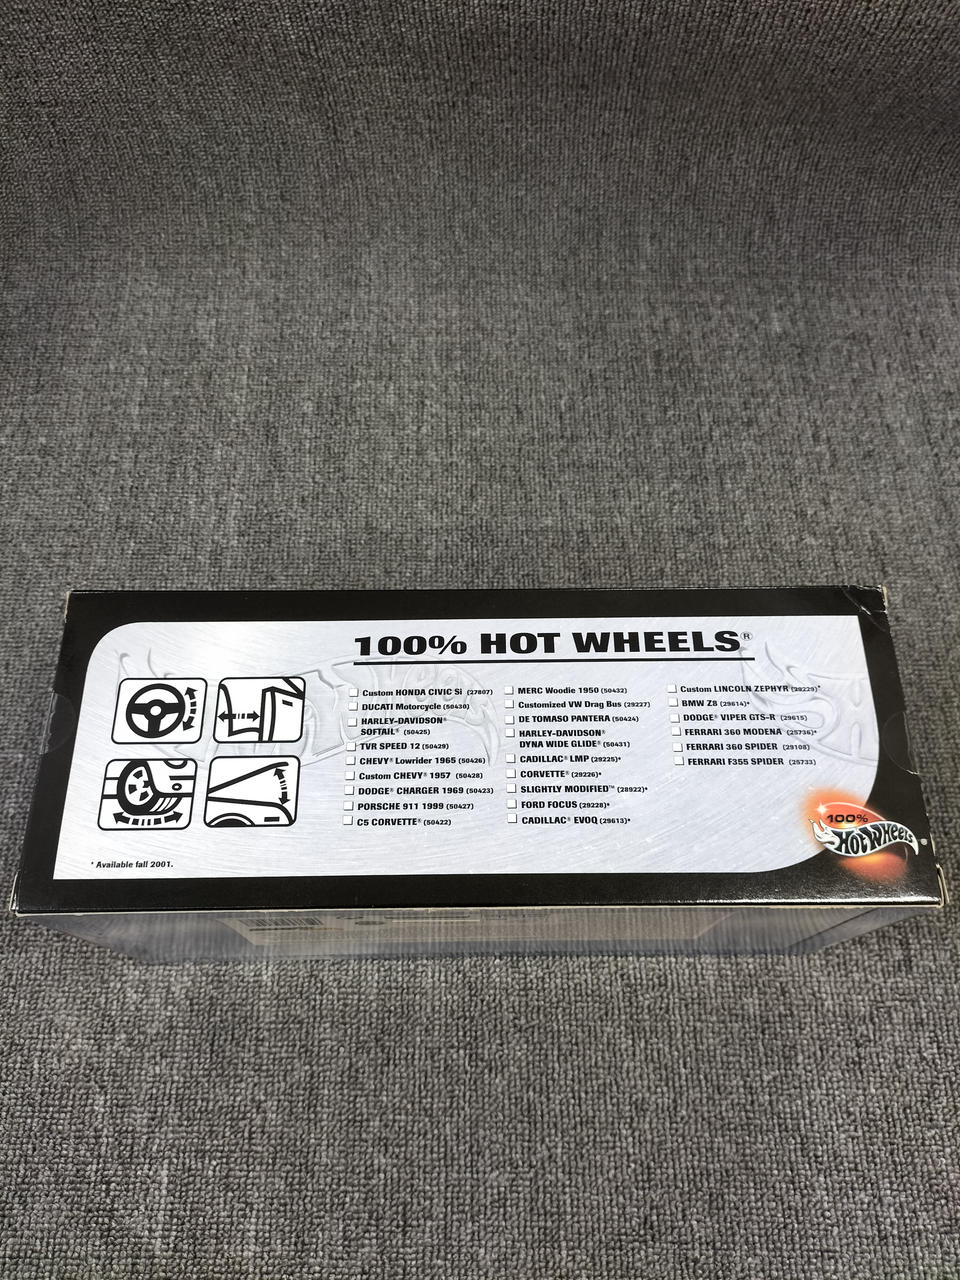 100% HOT WHEELS®
Custom HONDA CIVIC Si (27807)
DUCATI Motorcycle (50430)
HARLEY-DAVIDSON®
SOFTAIL® (50425)
TVR SPEED 12 (50429)
CHEVY® Lowrider 1965 (50426)
Custom CHEVY® 1957 (50428)
DODGE® CHARGER 1969 (50423)
PORSCHE 911 1999 (50427)
C5 CORVETTE® (50422)
MERC Woodie 1950 (50432)
Customized VW Drag Bus (29227)
DE TOMASO PANTERA (50424)
HARLEY-DAVIDSON®
DYNA WIDE GLIDE® (50431)
CADILLAC® LMP (29225)*
CORVETTE® (29226)*
SLIGHTLY MODIFIED™ (28922)*
FORD FOCUS (29228)*
CADILLAC® EVOQ (29613)*
Custom LINCOLN ZEPHYR (29229)*
BMW Z8 (29614)*
DODGE® VIPER GTS-R (29615)
FERRARI 360 MODENA (25736)*
FERRARI 360 SPIDER (29108)
FERRARI F355 SPIDER (25733)
* Available fall 2001.
100%
Hot Wheels®